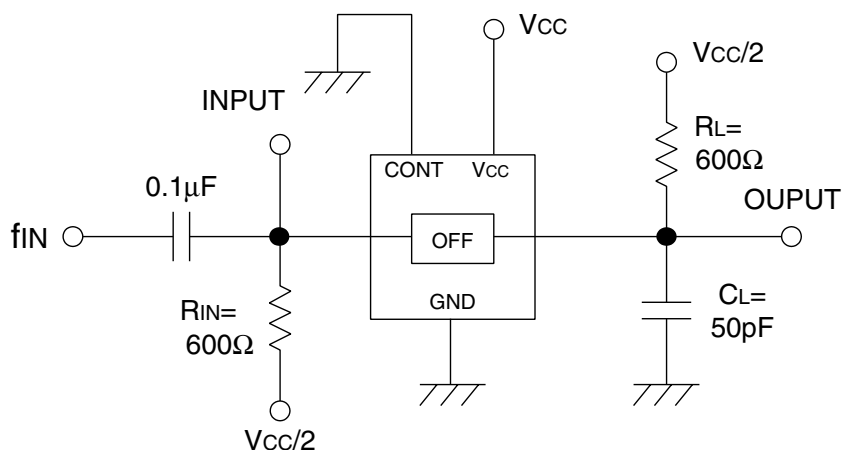 VCC
VCC/2
INPUT
RL=
600Ω
CONT
VCC
0.1µF
OUPUT
fIN
OFF
GND
RIN=
600Ω
CL=
50pF
VCC/2